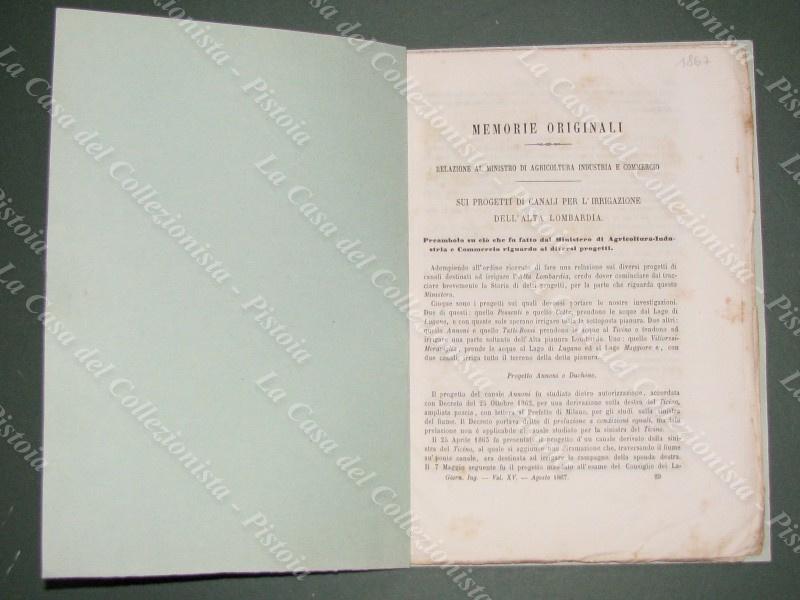 1867
MEMORIE ORIGINALI
RELAZIONE AL MINISTRO DI AGRICOLTURA INDUSTRIA E COMMERCIO
SUI PROGETTI DI CANALI PER L'IRRIGAZIONE
DELL'ALTA LOMBARDIA.
Preambolo su ciò che fu fatto dal Ministero di Agricoltura-Indu-
stria e Commercio riguardo ai diversi progetti.
Adempiendo all'ordine ricevuto di fare una relazione sui diversi progetti di
canali destinati ad irrigare l'Alta Lombardia, credo dover cominciare dal trac-
ciare brevemente la Storia di detti progetti, per la parte che riguarda questo
Ministero.
Cinque sono i progetti sui quali devonsi portare le nostre investigazioni.
Due di questi: quello Possenti e quello Colte, prendono le acque dal Lago di
Lugano, e con queste sole sperano irrigare tutta la sottoposta pianura. Due altri:
quello Annoni e quello Tatti-Bossi prendono le acque al Ticino e tendono ad
irrigare una parte soltanto dell'Alta pianura Lombarda. Uno: quello Villoresi-
Meraviglia, prende le acque al Lago di Lugano ed al Lago Maggiore e, con
due canali, irriga tutto il terreno della detta pianura.
Progetto Annoni o Duchène.
Il progetto del canale Annoni fu studiato dietro autorizzazione, accordata
con Decreto del 25 Ottobre 1862, per una derivazione sulla destra del Ticino,
ampliata poscia, con lettera al Prefetto di Milano, per gli studi sulla sinistra
del fiume. Il Decreto portava diritto di prelazione a condizioni eguali, ma tale
prelazione non è applicabile al canale studiato per la sinistra del Ticino.
Il 25 Aprile 1865 fu presentato il progetto d'un canale derivato dalla sini-
stra del Ticino, al quale si aggiunse una diramazione che, traversando il fiume
su ponte canale, era destinata ad irrigare la campagna della sponda destra.
Il 7 Maggio seguente fu il progetto mandato all'esame del Consiglio dei La-
Giorn. Ing. — Vol. XV. — Agosto 1867.
La Casa del Collezionista - Pistoia